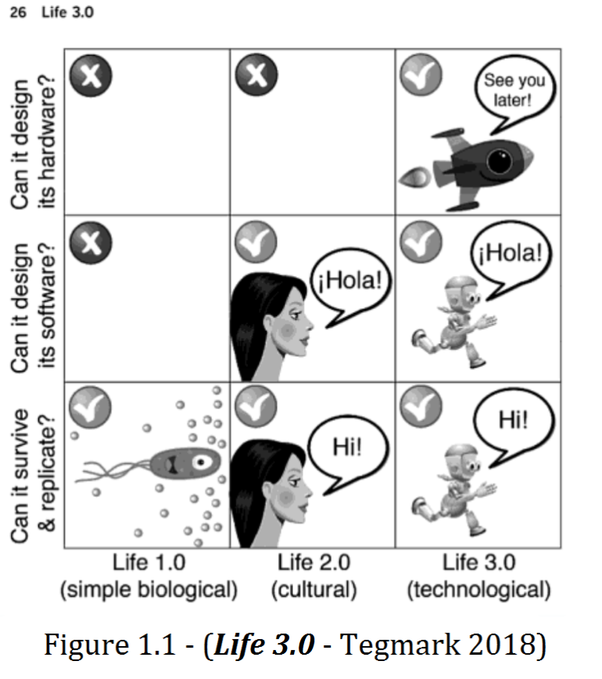 26 Life 3.0
Can it design
its hardware?
See you
later!
Can it design
its software?
¡Hola!
¡Hola!
Can it survive
& replicate?
Hi!
Hi!
Life 1.0
(simple biological)
Life 2.0
(cultural)
Life 3.0
(technological)
Figure 1.1 - (Life 3.0 - Tegmark 2018)